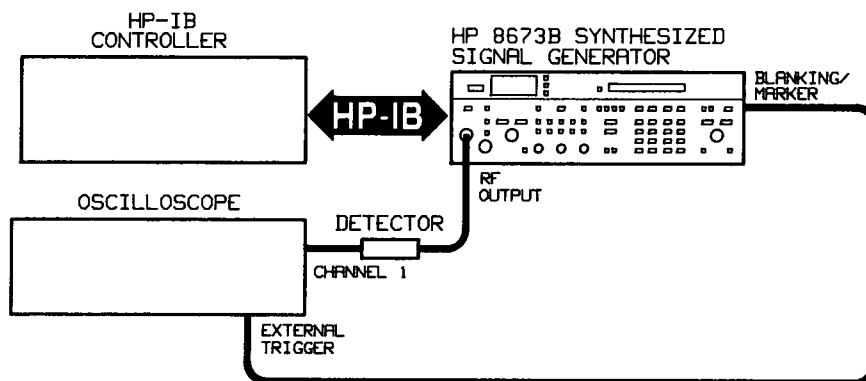 HP-IB
CONTROLLER
HP 8673B SYNTHESIZED
SIGNAL GENERATOR
BLANKING/
MARKER
HP-IB
RF
OUTPUT
OSCILLOSCOPE
DETECTOR
CHANNEL 1
EXTERNAL
TRIGGER